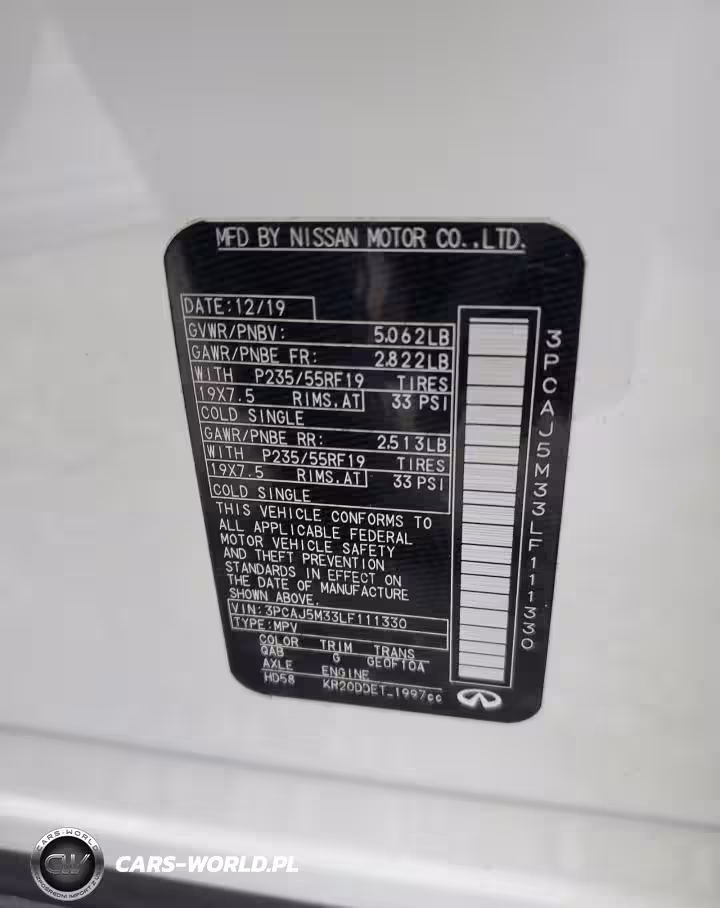 MFD BY NISSAN MOTOR CO.,LTD.
DATE:12/19
GVWR/PNBV: 5.062LB
GAWR/PNBE FR: 2.822LB
WITH P235/55RF19 TIRES
19X7.5 RIMS.AT 33 PSI
COLD SINGLE
GAWR/PNBE RR: 2.513LB
WITH P235/55RF19 TIRES
19X7.5 RIMS.AT 33 PSI
COLD SINGLE
THIS VEHICLE CONFORMS TO
ALL APPLICABLE FEDERAL
MOTOR VEHICLE SAFETY
AND THEFT PREVENTION
STANDARDS IN EFFECT ON
THE DATE OF MANUFACTURE
SHOWN ABOVE.
VIN:3PCAJ5M33LF111330
TYPE:MPV
COLOR TRIM TRANS
QAB G GE0F10A
AXLE ENGINE
HD58 KR20DDET_1997cc
3PCAJ5M33LF111330
CARS-WORLD
CW
CARS-WORLD.PL